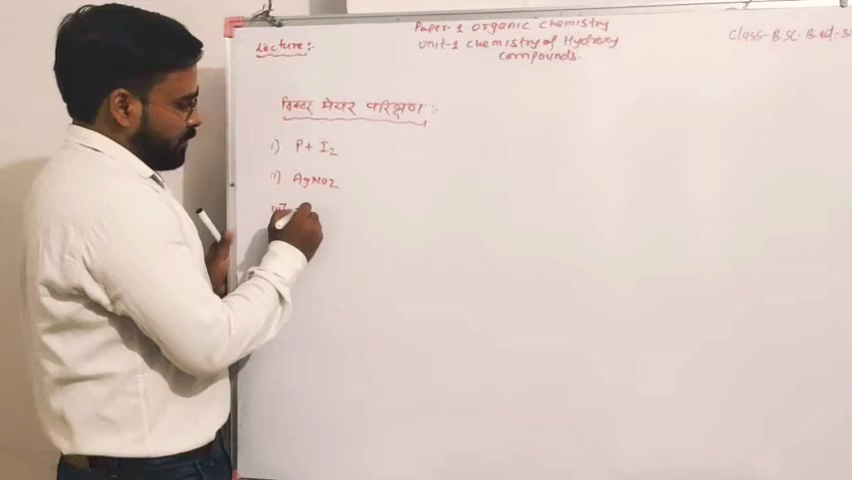 Paper-1 organic chemistry
Unit-1 chemistry of Hydroxy
compounds.
Class-B.SC-B.Ed-3
Lecture:-
विक्टर मेयर परिक्षण :-
i) P+ I2
ii) AgNO2